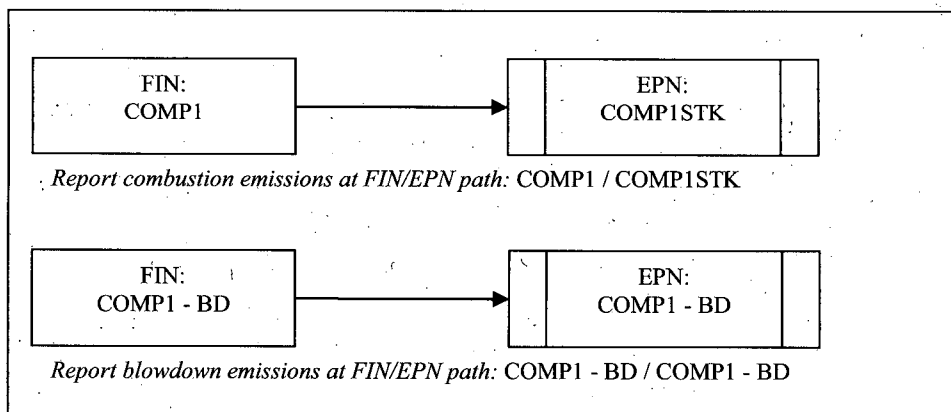 FIN:
COMP1
EPN:
COMP1STK
Report combustion emissions at FIN/EPN path: COMP1 / COMP1STK
FIN:
COMP1 - BD
EPN:
COMP1 - BD
Report blowdown emissions at FIN/EPN path: COMP1 - BD / COMP1 - BD